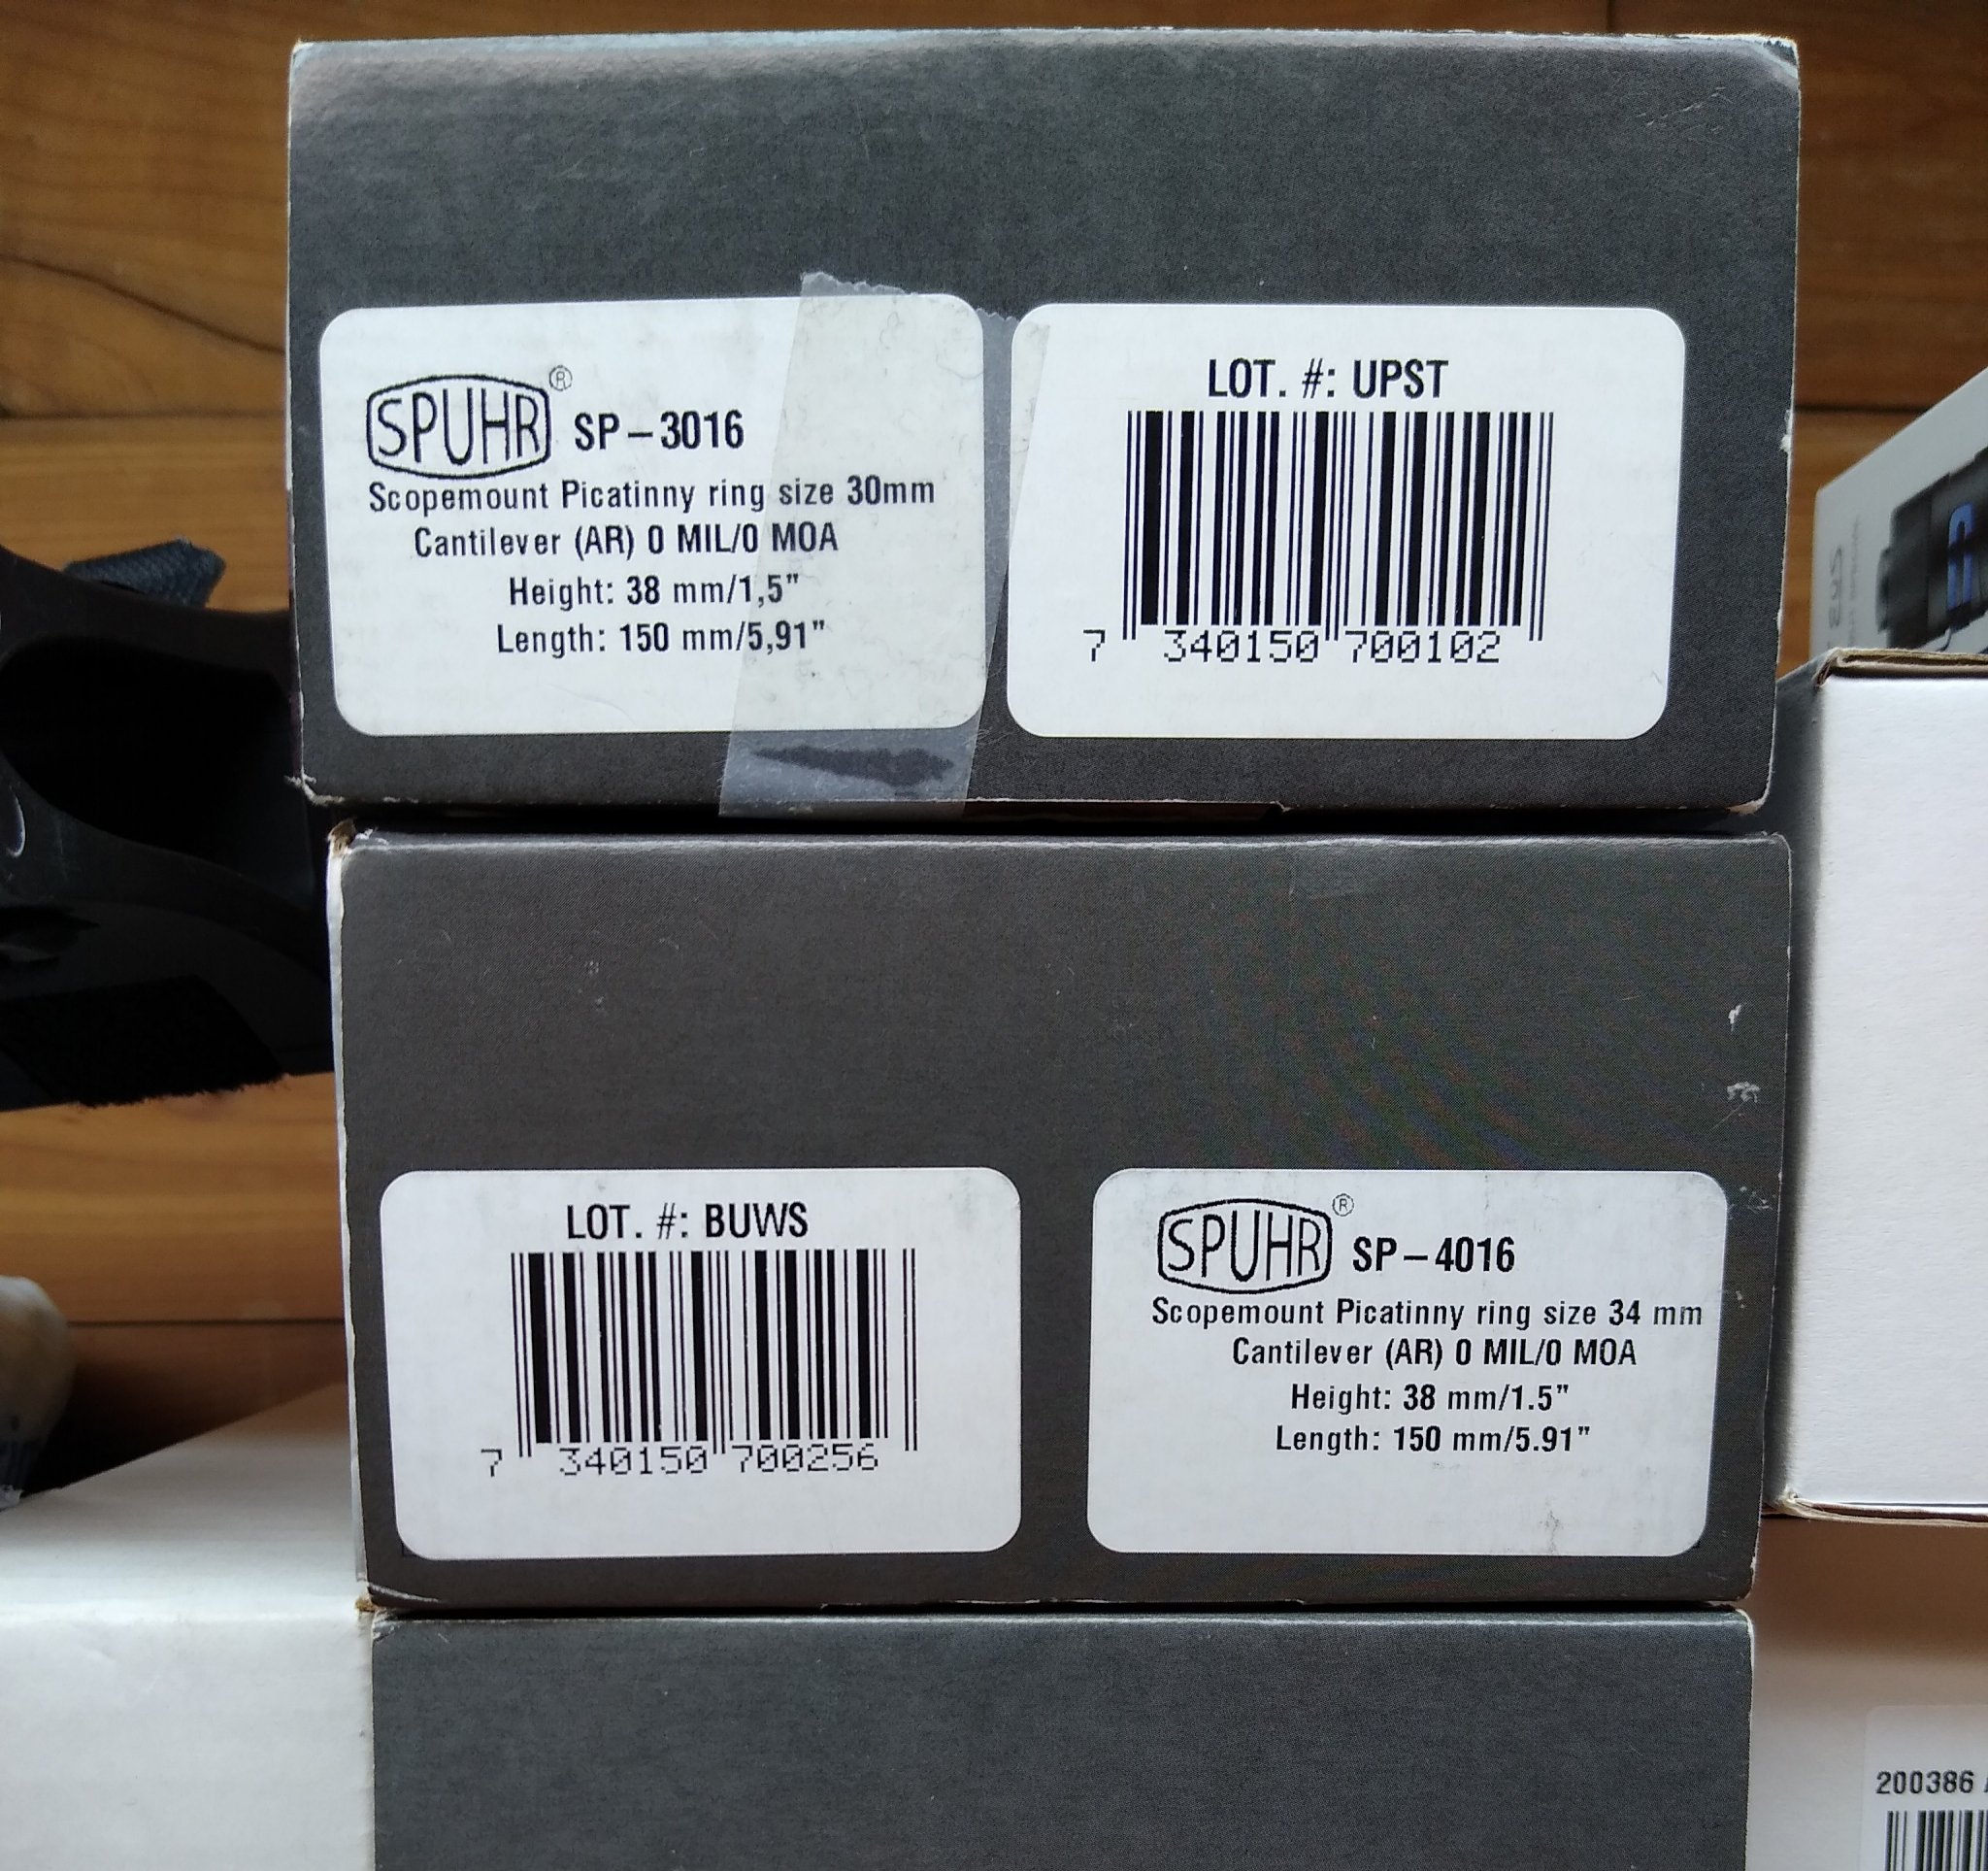 SPUHR® SP-3016
Scopemount Picatinny ring size 30mm
Cantilever (AR) 0 MIL/0 MOA
Height: 38 mm/1,5"
Length: 150 mm/5,91"
LOT. #: UPST
7 340150 700102
LOT. #: BUWS
7 340150 700256
SPUHR® SP-4016
Scopemount Picatinny ring size 34 mm
Cantilever (AR) 0 MIL/0 MOA
Height: 38 mm/1.5"
Length: 150 mm/5.91"
200386